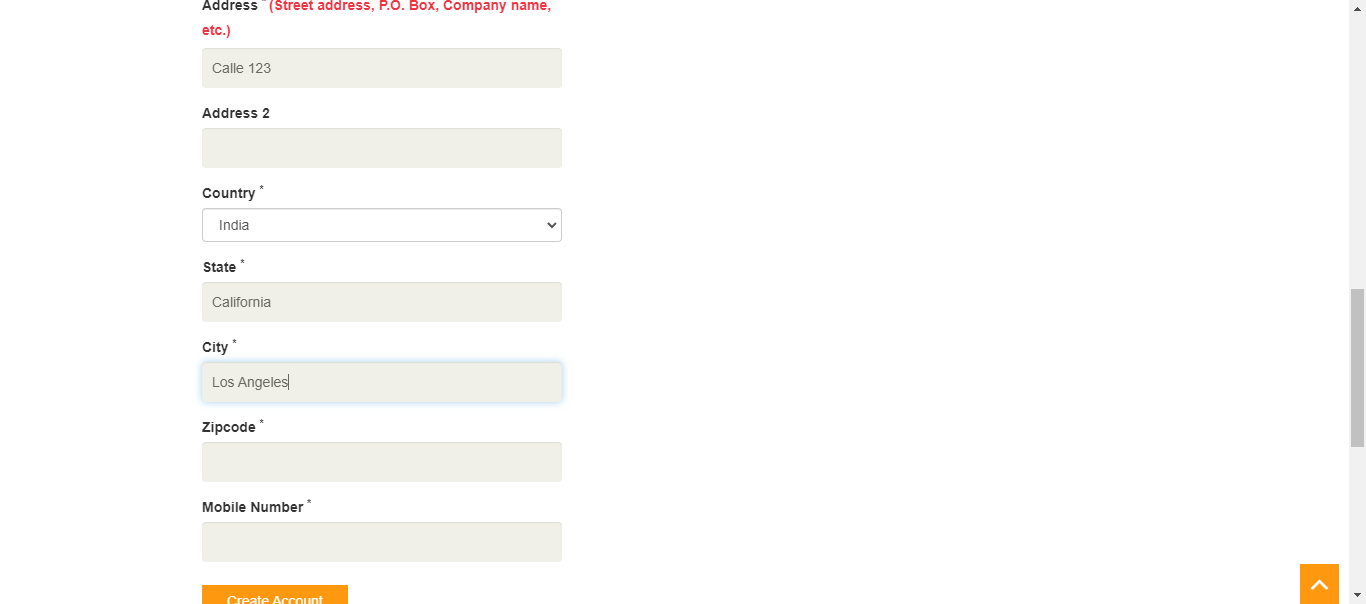 Address * (Street address, P.O. Box, Company name,
etc.)
Calle 123
Address 2
Country *
India
State *
California
City *
Los Angeles
Zipcode *
Mobile Number *
Create Account